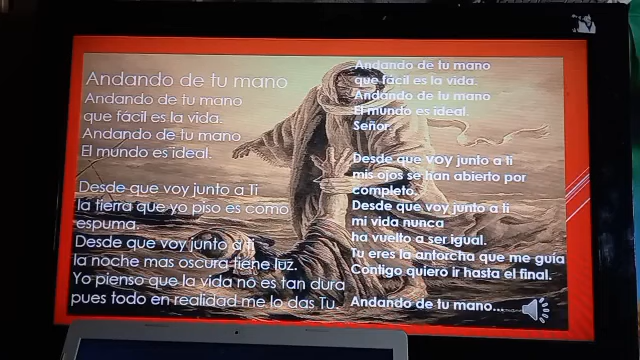 Andando de tu mano
Andando de tu mano
que fácil es la vida.
Andando de tu mano
El mundo es ideal.
Desde que voy junto a Ti
la tierra que yo piso es como
espuma.
Desde que voy junto a ti
la noche mas oscura tiene luz.
Yo pienso que la vida no es tan dura
pues todo en realidad me lo das Tu.
Andando de tu mano
que fácil es la vida.
Andando de tu mano
El mundo es ideal.
Señor.
Desde que voy junto a ti
mis ojos se han abierto por
completo.
Desde que voy junto a ti
mi vida nunca
ha vuelto a ser igual.
Tu eres la antorcha que me guía
Contigo quiero ir hasta el final.
Andando de tu mano...